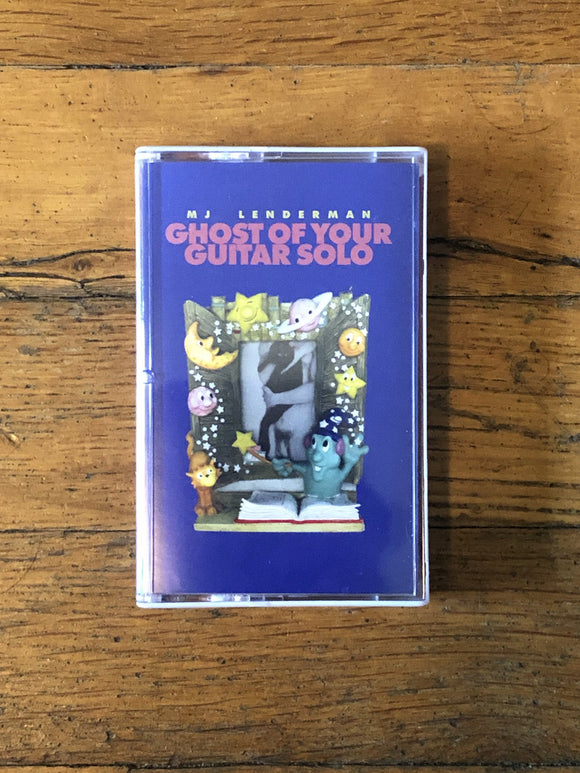 MJ LENDERMAN
GHOST OF YOUR
GUITAR SOLO